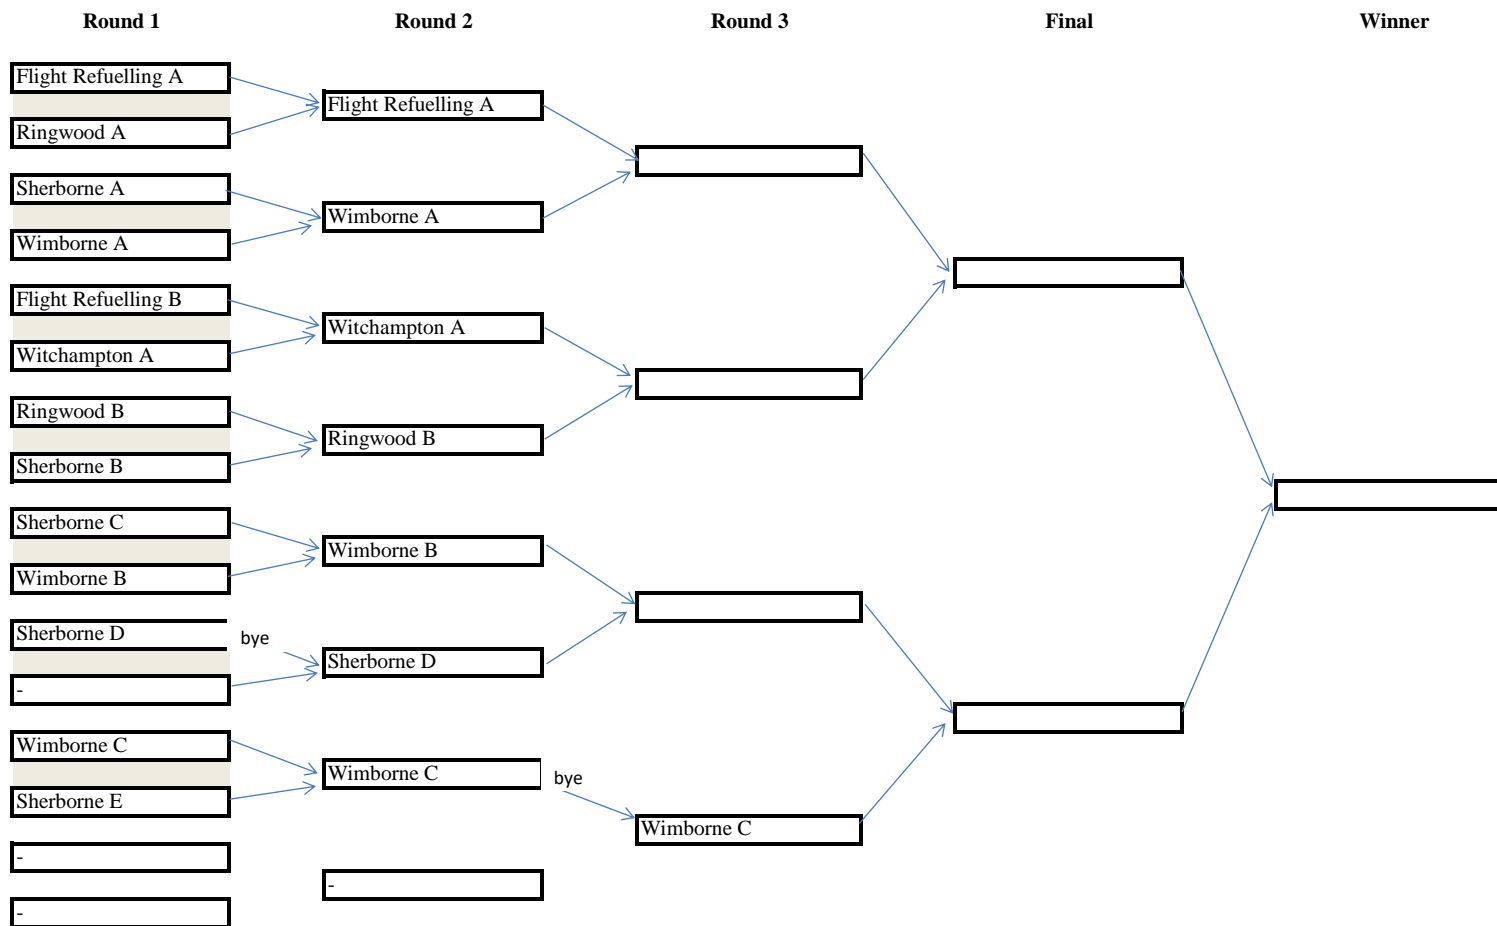 Round 1
Round 2
Round 3
Final
Winner
Flight Refuelling A
Ringwood A
Sherborne A
Wimborne A
Flight Refuelling B
Witchampton A
Ringwood B
Sherborne B
Sherborne C
Wimborne B
Sherborne D
bye
-
Wimborne C
Sherborne E
-
-
Flight Refuelling A
Wimborne A
Witchampton A
Ringwood B
Wimborne B
Sherborne D
Wimborne C
bye
-
Wimborne C